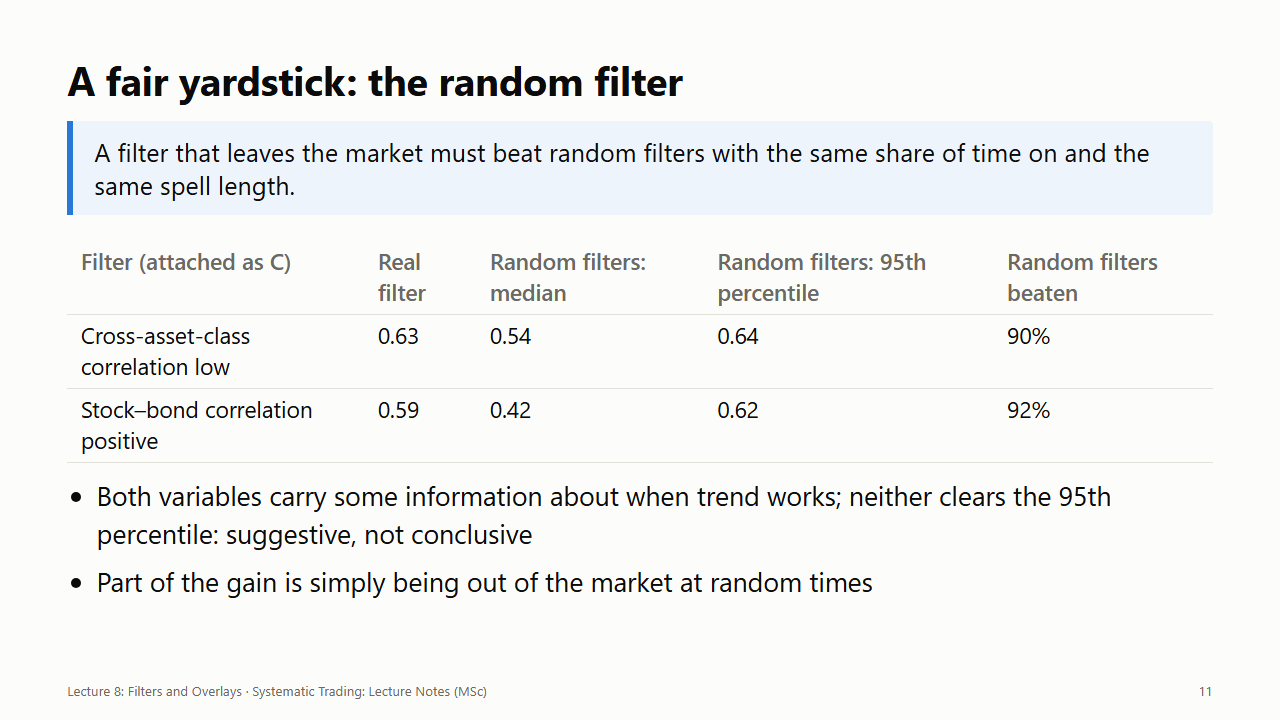 A fair yardstick: the random filter
A filter that leaves the market must beat random filters with the same share of time on and the
same spell length.
Filter (attached as C)
Real
filter
Random filters:
median
Random filters: 95th
percentile
Random filters
beaten
Cross-asset-class
correlation low
0.63
0.54
0.64
90%
Stock–bond correlation
positive
0.59
0.42
0.62
92%
• Both variables carry some information about when trend works; neither clears the 95th
percentile: suggestive, not conclusive
• Part of the gain is simply being out of the market at random times
Lecture 8: Filters and Overlays · Systematic Trading: Lecture Notes (MSc)
11